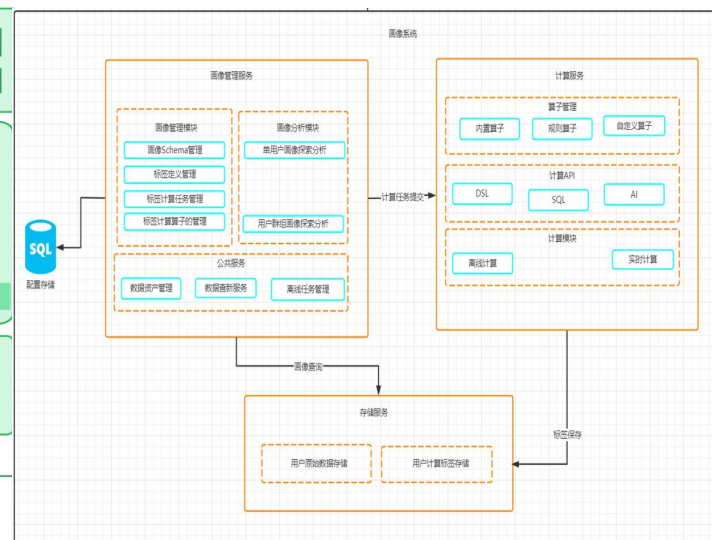 画像系统
画像管理服务
画像管理模块
画像Schema管理
标签定义管理
标签计算任务管理
标签计算算子的管理
画像分析模块
单用户画像探索分析
用户群组画像探索分析
公共服务
数据资产管理
数据查新服务
离线任务管理
计算任务提交
计算服务
算子管理
内置算子
规则算子
自定义算子
计算API
DSL
SQL
AI
计算模块
离线计算
实时计算
SQL
配置存储
画像查询
标签保存
存储服务
用户原始数据存储
用户计算标签存储